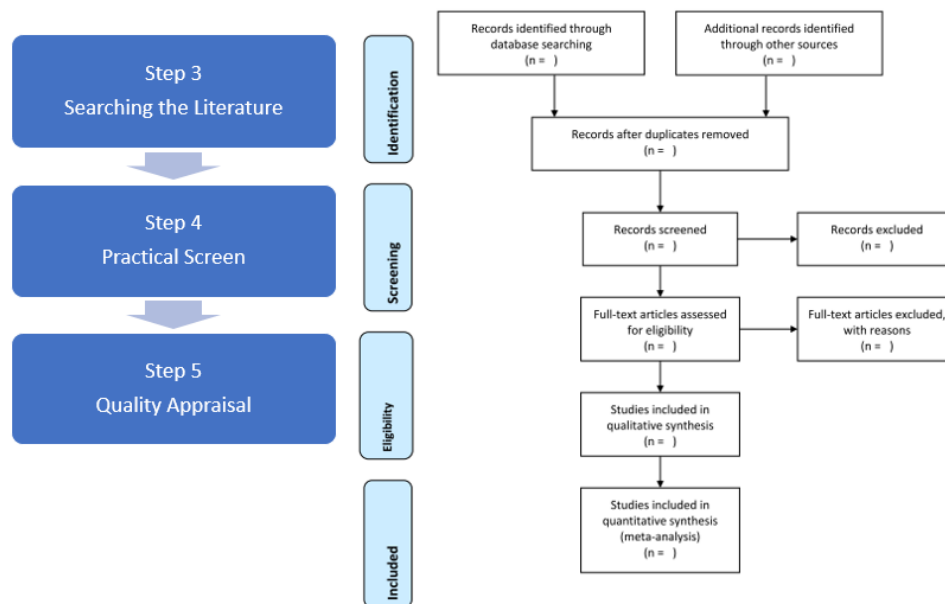 Step 3
Searching the Literature
Step 4
Practical Screen
Step 5
Quality Appraisal
Identification
Screening
Eligibility
Included
Records identified through
database searching
(n =   )
Additional records identified
through other sources
(n =   )
Records after duplicates removed
(n =   )
Records screened
(n =   )
Records excluded
(n =   )
Full-text articles assessed
for eligibility
(n =   )
Full-text articles excluded,
with reasons
(n =   )
Studies included in
qualitative synthesis
(n =   )
Studies included in
quantitative synthesis
(meta-analysis)
(n =   )